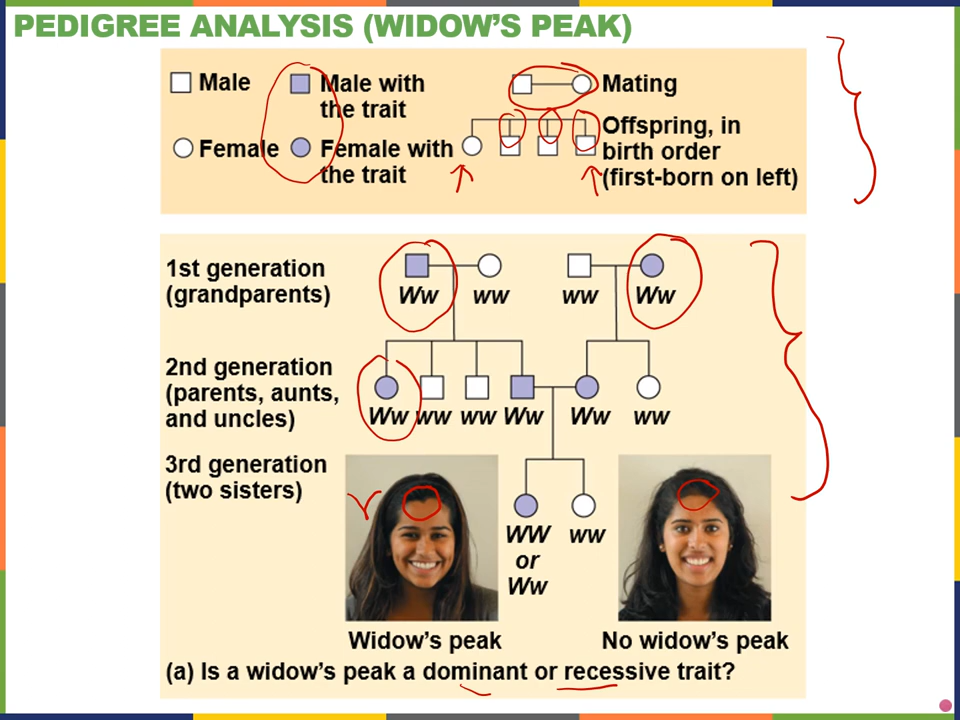 PEDIGREE ANALYSIS (WIDOW'S PEAK)
Male
Male with
the trait
Mating
Female
Female with
the trait
Offspring, in
birth order
(first-born on left)
1st generation
(grandparents)
Ww ww ww Ww
2nd generation
(parents, aunts,
and uncles)
Ww ww ww Ww Ww ww
3rd generation
(two sisters)
WW
or
Ww
ww
Widow's peak
No widow's peak
(a) Is a widow's peak a dominant or recessive trait?